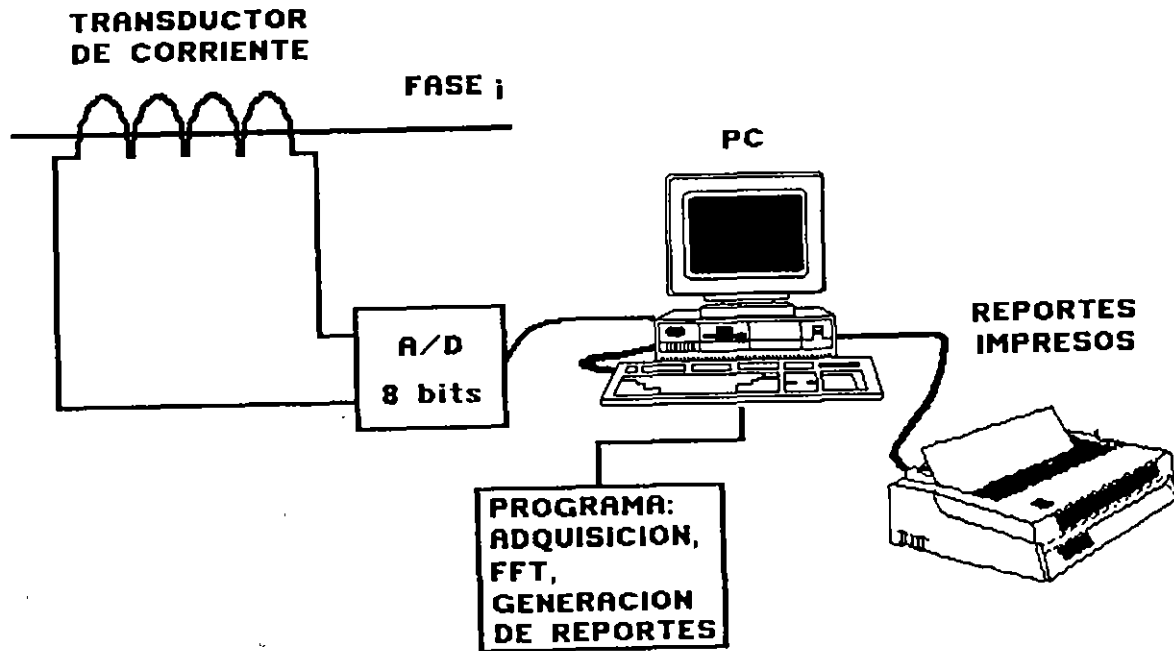 TRANSDUCTOR
DE CORRIENTE
FASE i
PC
A/D
8 bits
REPORTES
IMPRESOS
PROGRAMA:
ADQUISICION,
FFT,
GENERACION
DE REPORTES